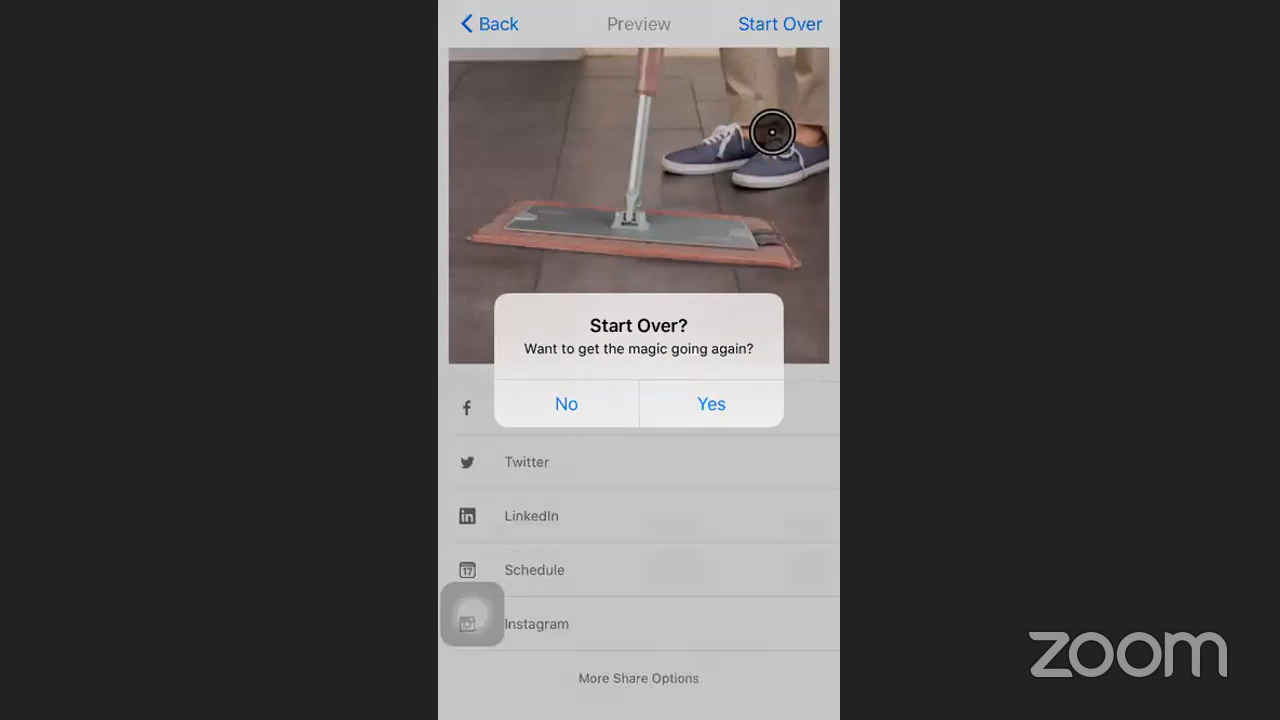 Back
Preview
Start Over
Start Over?
Want to get the magic going again?
No
Yes
Twitter
LinkedIn
17
Schedule
Instagram
More Share Options
zoom